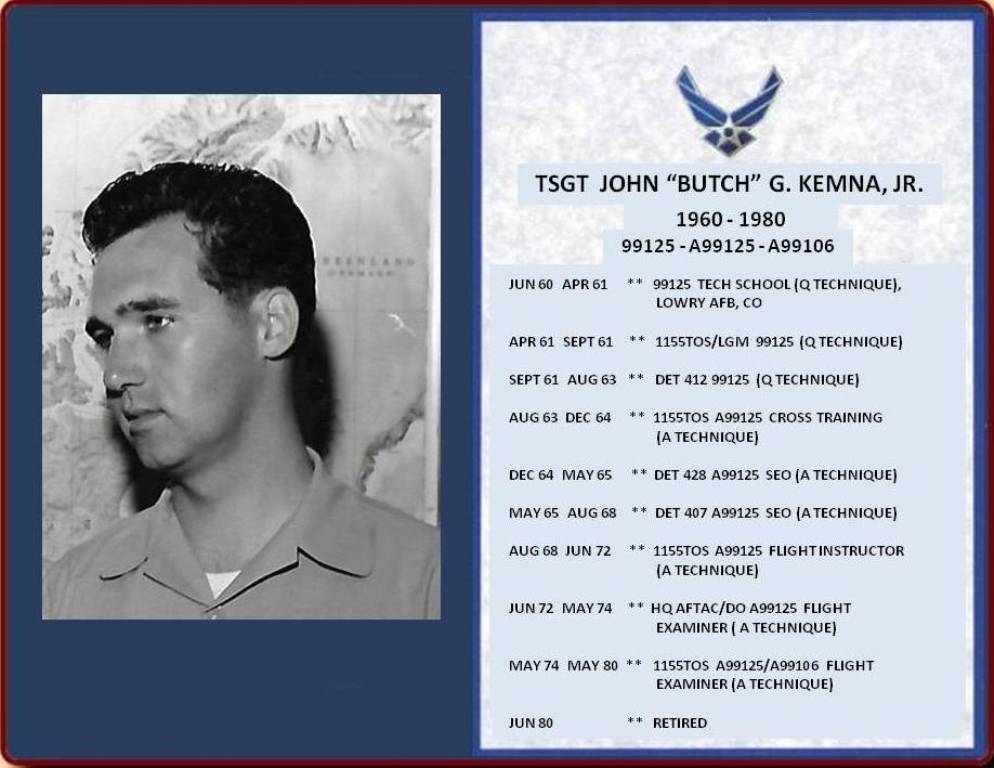 GREENLAND
(DENMARK)
TSGT JOHN “BUTCH” G. KEMNA, JR.
1960 - 1980
99125 - A99125 - A99106
JUN 60 APR 61 ** 99125 TECH SCHOOL (Q TECHNIQUE),
LOWRY AFB, CO
APR 61 SEPT 61 ** 1155TOS/LGM 99125 (Q TECHNIQUE)
SEPT 61 AUG 63 ** DET 412 99125 (Q TECHNIQUE)
AUG 63 DEC 64 ** 1155TOS A99125 CROSS TRAINING
(A TECHNIQUE)
DEC 64 MAY 65 ** DET 428 A99125 SEO (A TECHNIQUE)
MAY 65 AUG 68 ** DET 407 A99125 SEO (A TECHNIQUE)
AUG 68 JUN 72 ** 1155TOS A99125 FLIGHT INSTRUCTOR
(A TECHNIQUE)
JUN 72 MAY 74 ** HQ AFTAC/DO A99125 FLIGHT
EXAMINER ( A TECHNIQUE)
MAY 74 MAY 80 ** 1155TOS A99125/A99106 FLIGHT
EXAMINER (A TECHNIQUE)
JUN 80 ** RETIRED